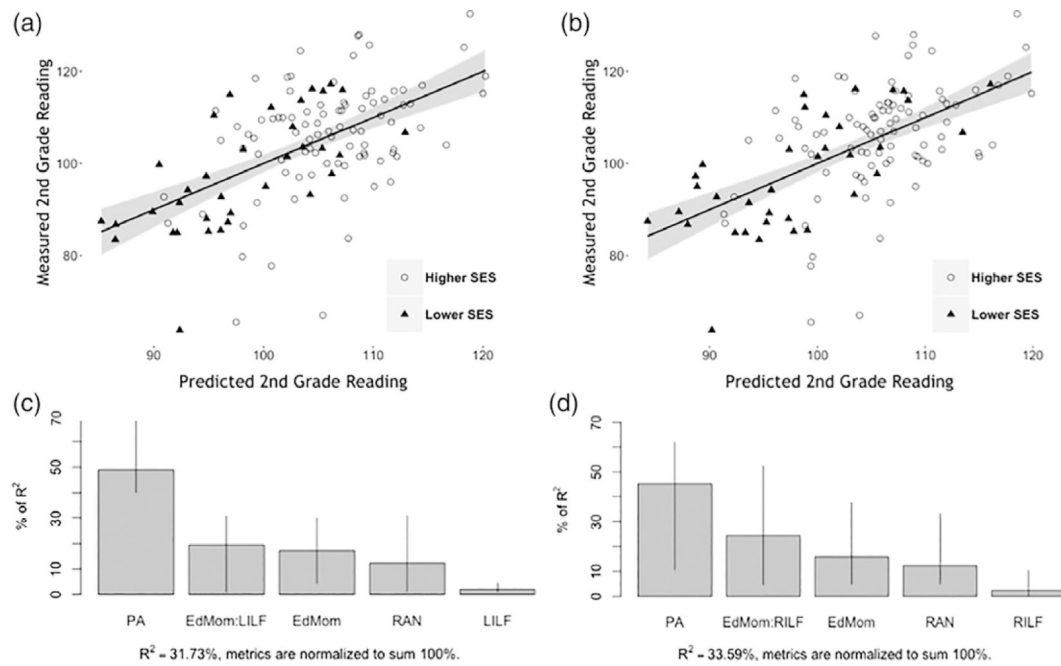 (a)
Measured 2nd Grade Reading
120
100
80
Higher SES
Lower SES
90 100 110 120
Predicted 2nd Grade Reading
(b)
Measured 2nd Grade Reading
120
100
80
Higher SES
Lower SES
90 100 110 120
Predicted 2nd Grade Reading
(c)
% of R²
70
50
30
10
0
PA EdMom:LILF EdMom RAN LILF
R² = 31.73%, metrics are normalized to sum 100%.
(d)
% of R²
70
50
30
10
0
PA EdMom:RILF EdMom RAN RILF
R² = 33.59%, metrics are normalized to sum 100%.